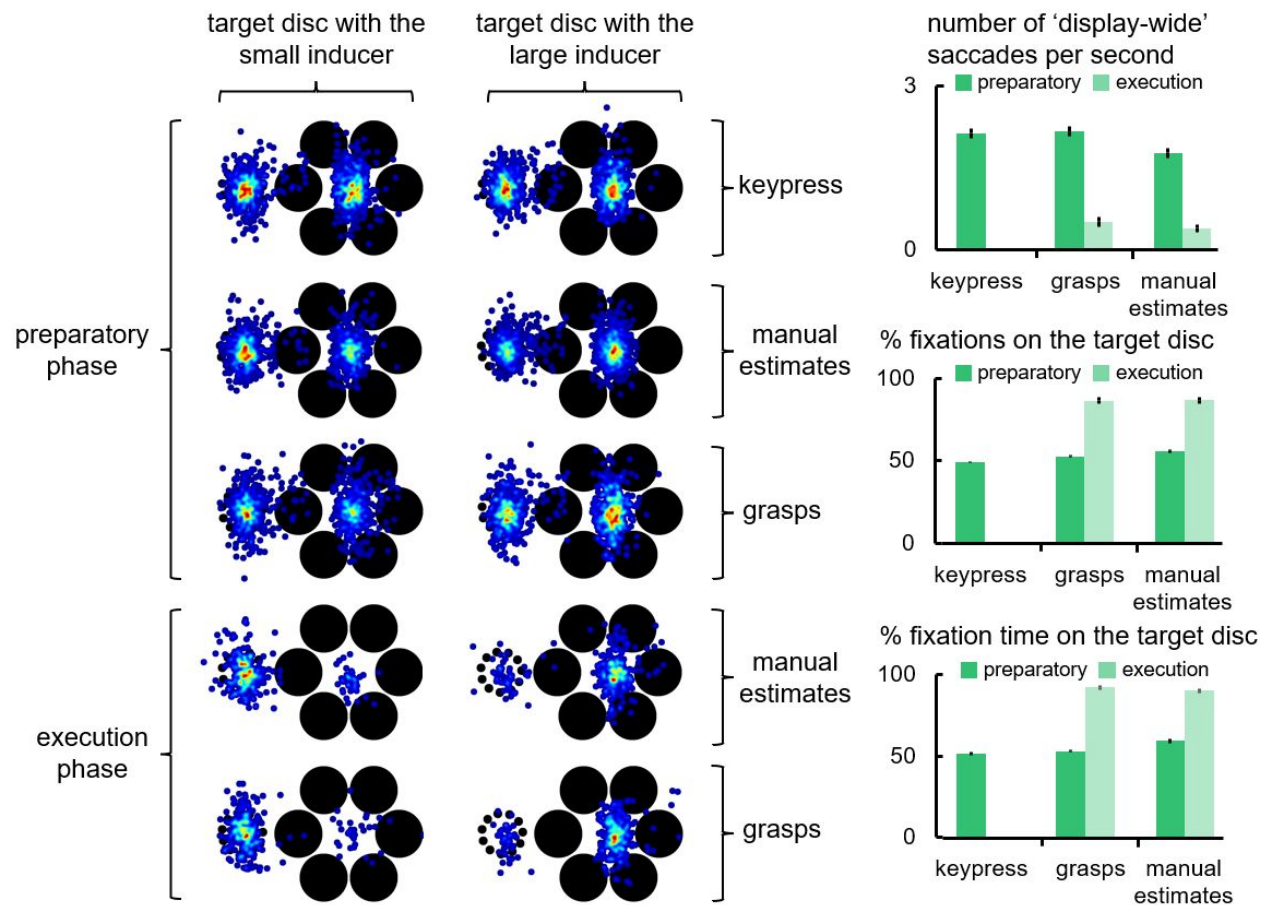 target disc with the
small inducer
target disc with the
large inducer
preparatory
phase
execution
phase
keypress
manual
estimates
grasps
manual
estimates
grasps
number of ‘display-wide’
saccades per second
preparatory execution
3
0
keypress grasps manual
estimates
% fixations on the target disc
preparatory execution
100
50
0
keypress grasps manual
estimates
% fixation time on the target disc
preparatory execution
100
50
0
keypress grasps manual
estimates